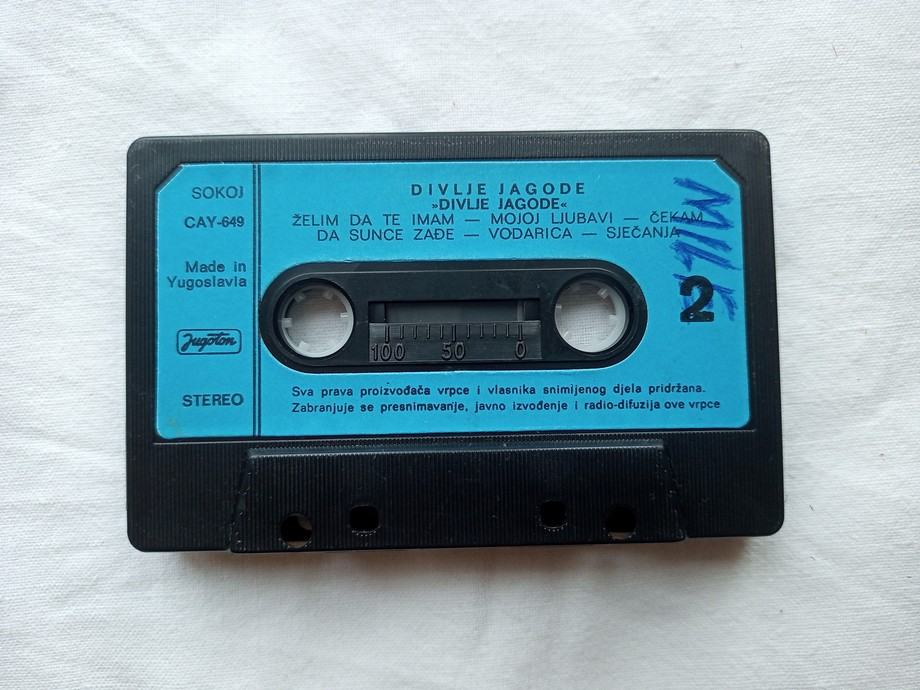 SOKOJ
CAY-649
Made in
Yugoslavia
Jugoton
STEREO
DIVLJE JAGODE
»DIVLJE JAGODE«
ŽELIM DA TE IMAM — MOJOJ LJUBAVI — ČEKAM
DA SUNCE ZAĐE — VODARICA — SJEČANJA
2
100 50 0
Sva prava proizvođača vrpce i vlasnika snimijenog djela pridržana.
Zabranjuje se presnimavanje, javno izvođenje i radio-difuzija ove vrpce